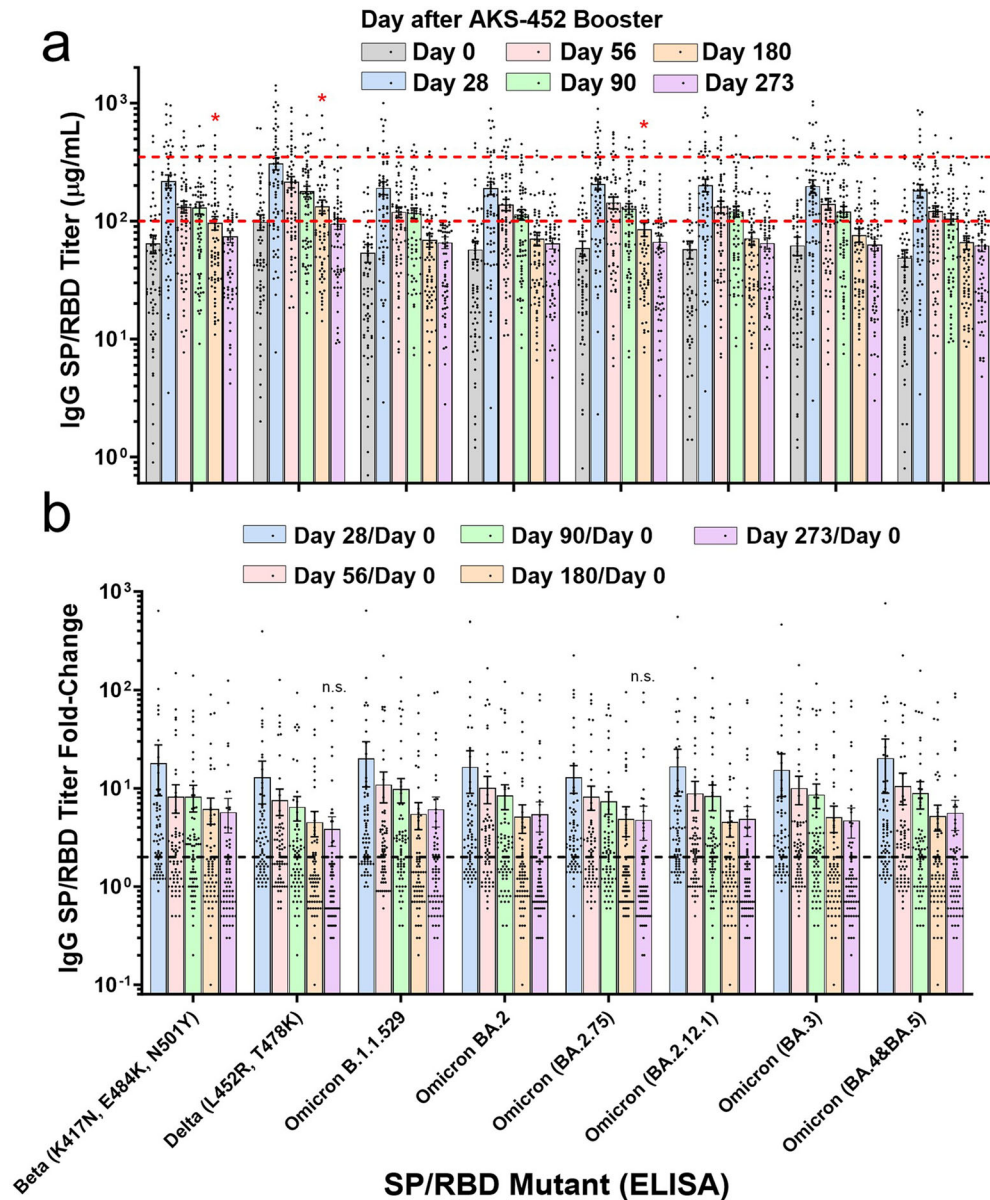 a
Day after AKS-452 Booster
Day 0 Day 56 Day 180
Day 28 Day 90 Day 273
IgG SP/RBD Titer (µg/mL)
10³
10²
10¹
10⁰
*
*
*
b
Day 28/Day 0 Day 90/Day 0 Day 273/Day 0
Day 56/Day 0 Day 180/Day 0
IgG SP/RBD Titer Fold-Change
10³
10²
10¹
10⁰
10⁻¹
n.s.
n.s.
Beta (K417N, E484K, N501Y)
Delta (L452R, T478K)
Omicron B.1.1.529
Omicron BA.2
Omicron (BA.2.75)
Omicron (BA.2.12.1)
Omicron (BA.3)
Omicron (BA.4&BA.5)
SP/RBD Mutant (ELISA)